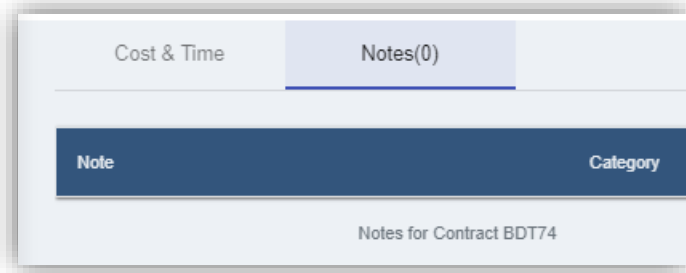 Cost & Time Notes(0)
Note Category
Notes for Contract BDT74